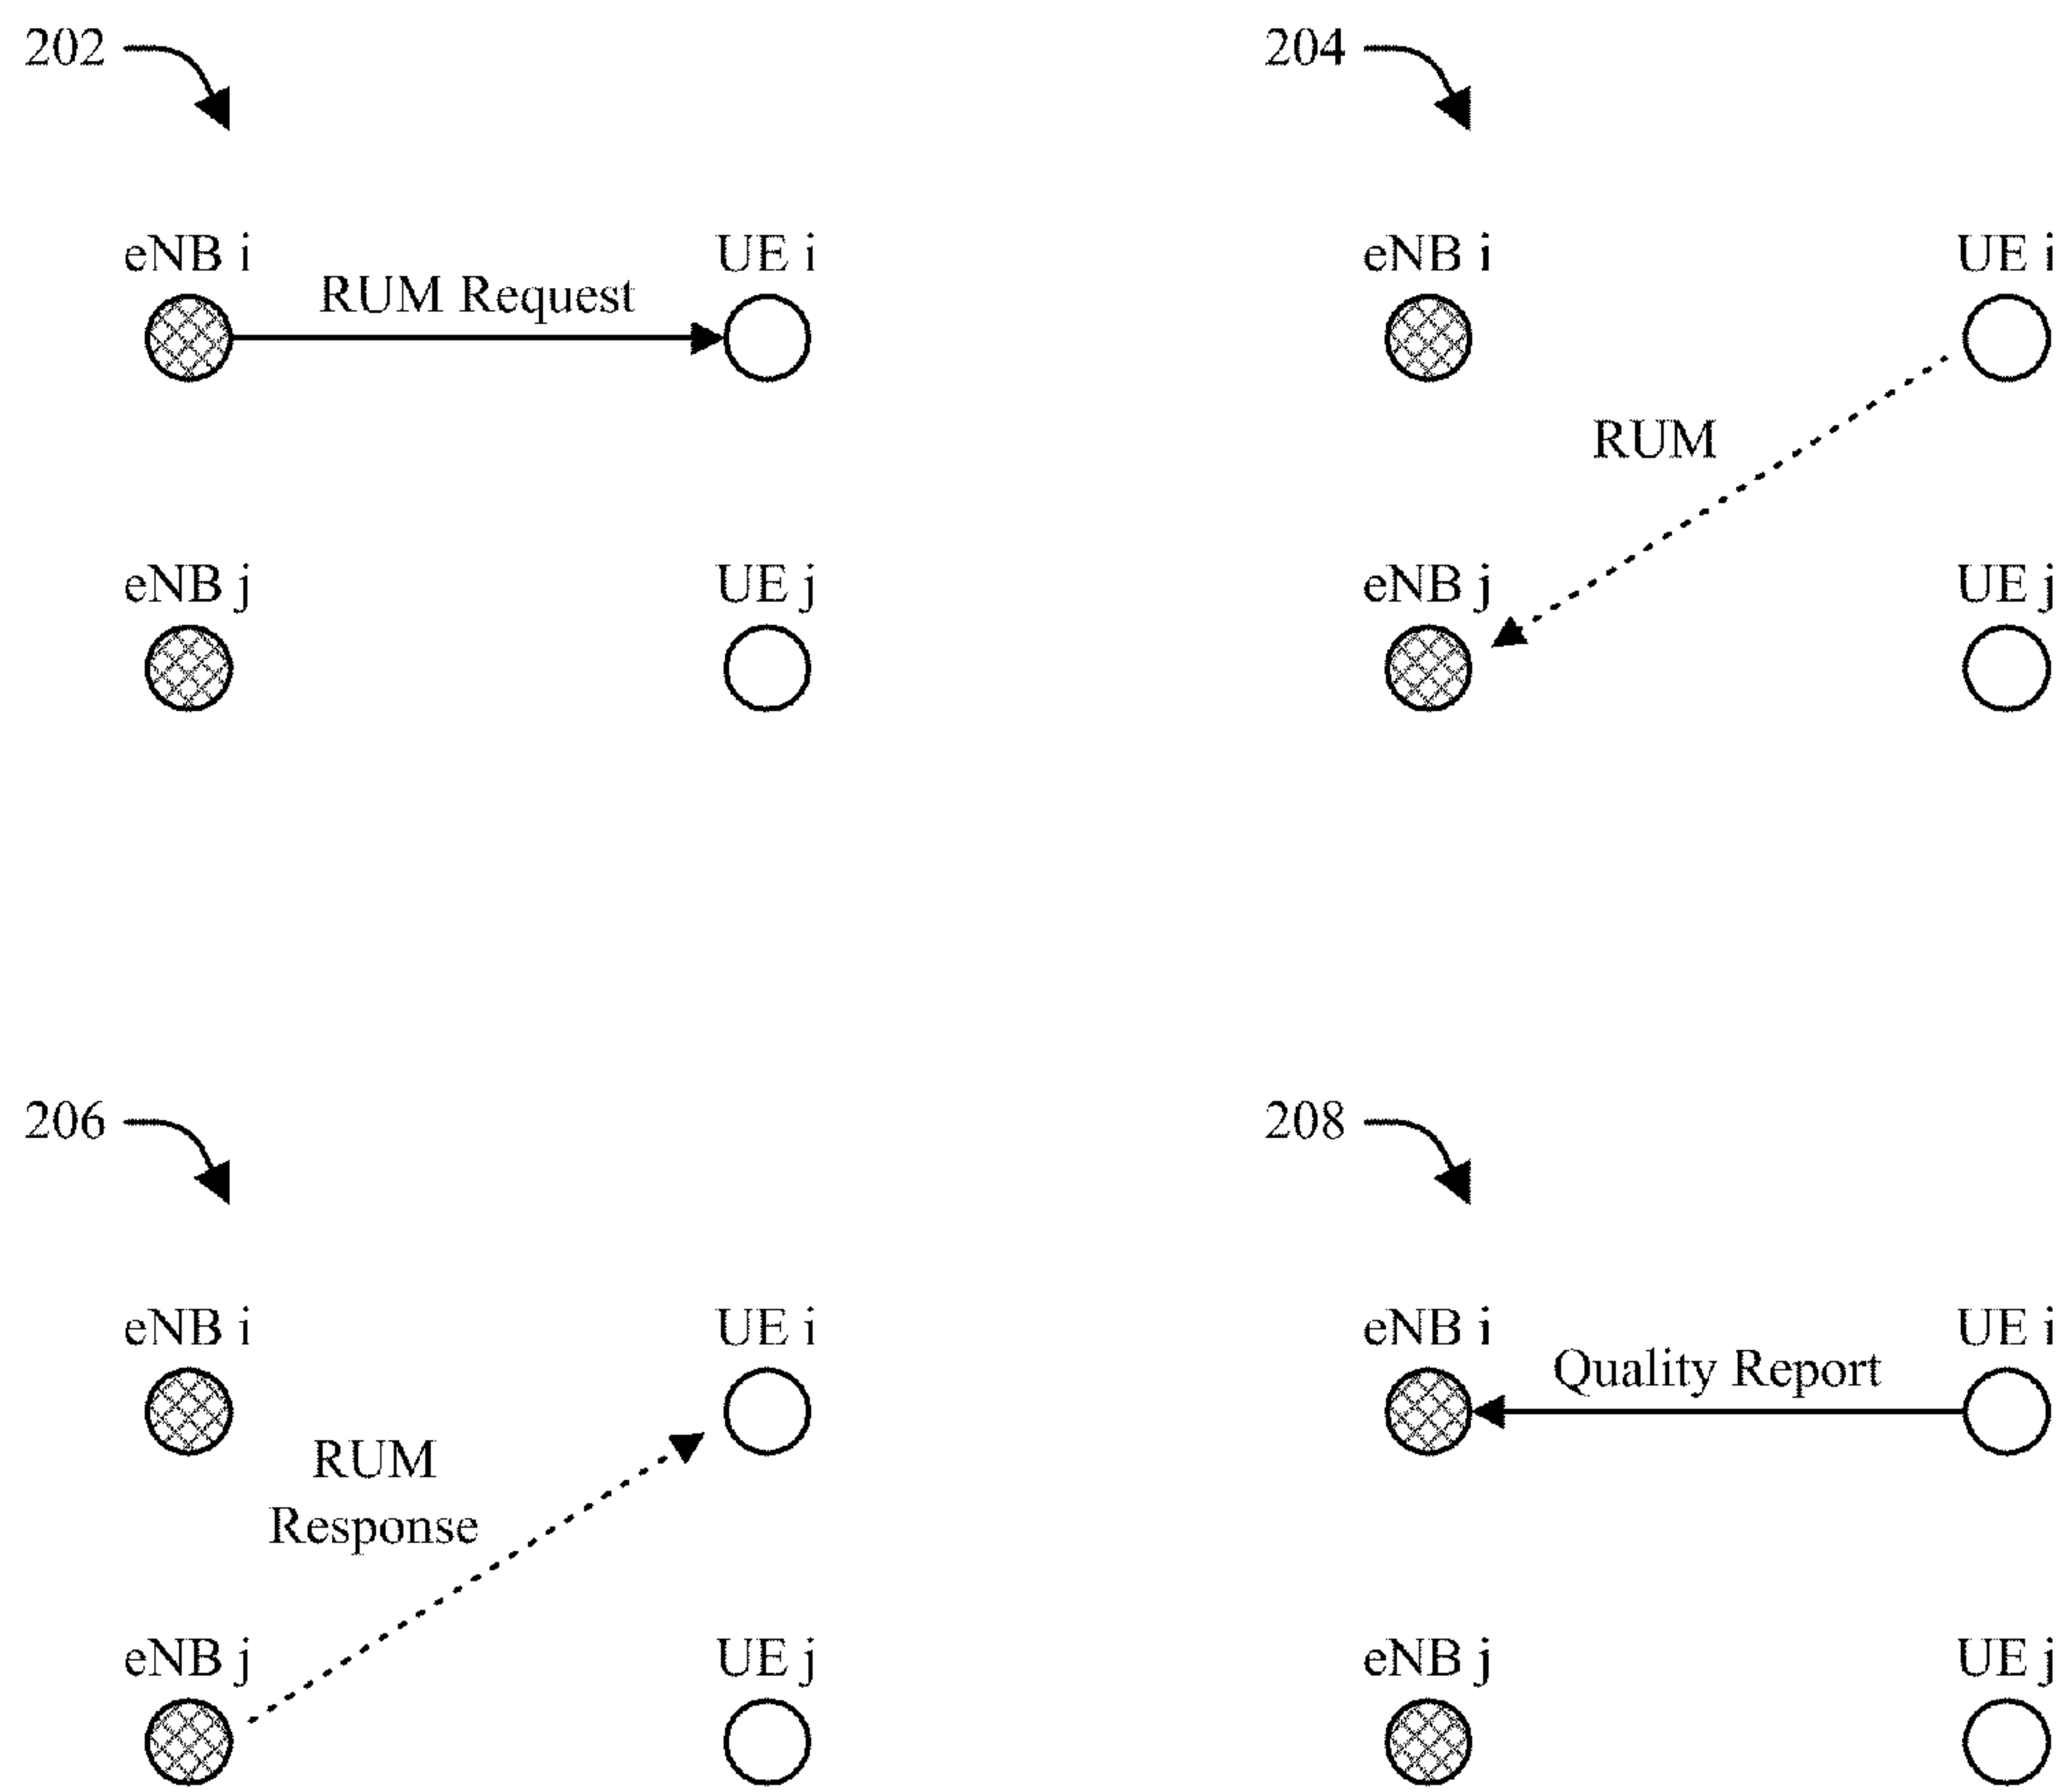 202
204
eNB i
UE i
RUM Request
eNB j
UE j
eNB i
UE i
RUM
eNB j
UE j
206
208
eNB i
UE i
RUM
Response
eNB j
UE j
eNB i
UE i
Quality Report
eNB j
UE j